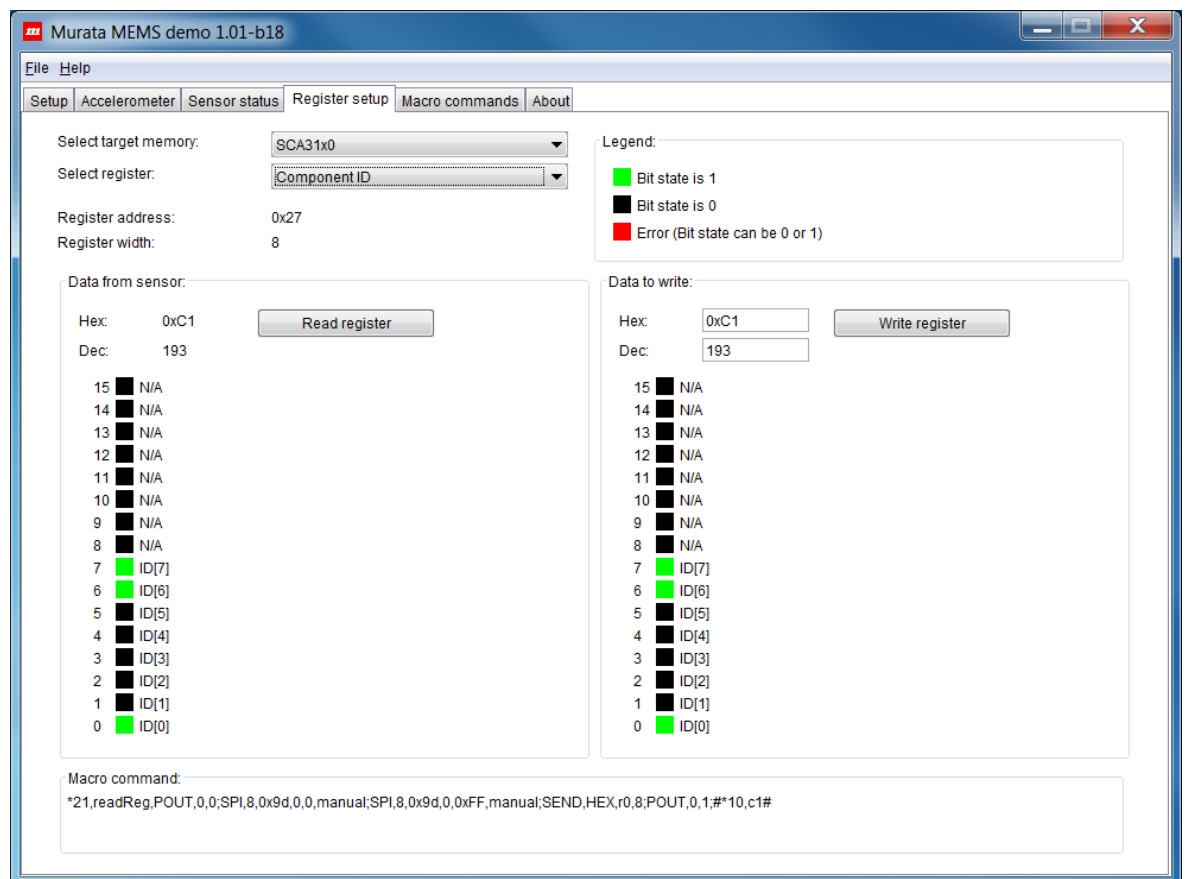 Murata MEMS demo 1.01-b18
File Help
Setup Accelerometer Sensor status Register setup Macro commands About
Select target memory: SCA31x0
Select register: Component ID
Register address: 0x27
Register width: 8
Legend:
Bit state is 1
Bit state is 0
Error (Bit state can be 0 or 1)
Data from sensor:
Hex: 0xC1 Read register
Dec: 193
15 N/A
14 N/A
13 N/A
12 N/A
11 N/A
10 N/A
9 N/A
8 N/A
7 ID[7]
6 ID[6]
5 ID[5]
4 ID[4]
3 ID[3]
2 ID[2]
1 ID[1]
0 ID[0]
Data to write:
Hex: 0xC1 Write register
Dec: 193
15 N/A
14 N/A
13 N/A
12 N/A
11 N/A
10 N/A
9 N/A
8 N/A
7 ID[7]
6 ID[6]
5 ID[5]
4 ID[4]
3 ID[3]
2 ID[2]
1 ID[1]
0 ID[0]
Macro command:
*21,readReg,POUT,0,0;SPI,8,0x9d,0,0,manual;SPI,8,0x9d,0,0xFF,manual;SEND,HEX,r0,8;POUT,0,1;#*10,c1#